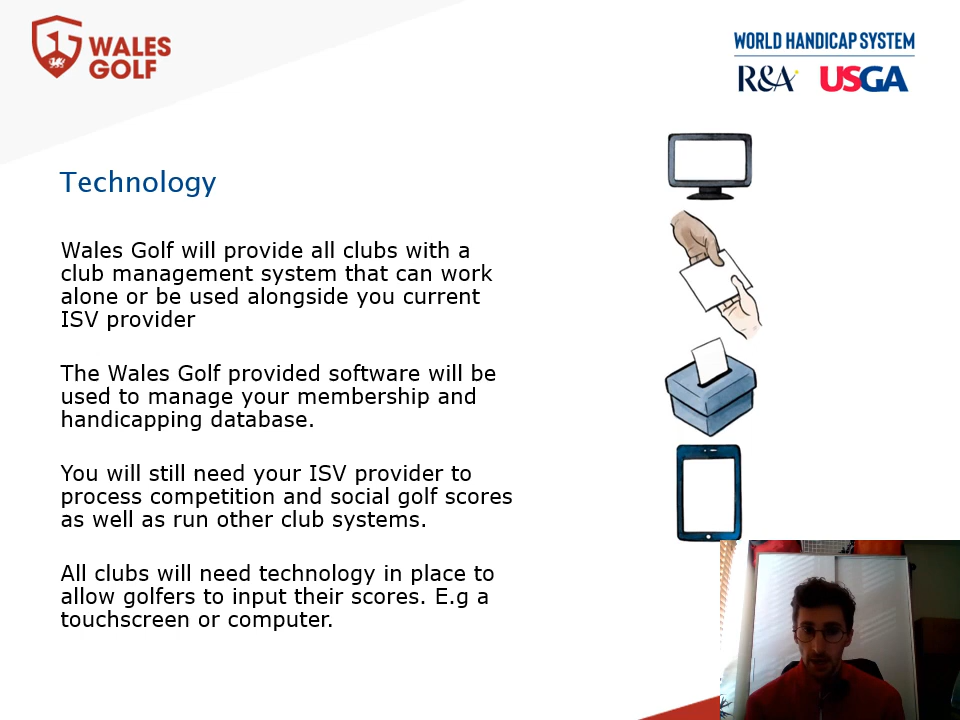 WALES
GOLF
WORLD HANDICAP SYSTEM
R&A USGA
Technology
Wales Golf will provide all clubs with a
club management system that can work
alone or be used alongside you current
ISV provider
The Wales Golf provided software will be
used to manage your membership and
handicapping database.
You will still need your ISV provider to
process competition and social golf scores
as well as run other club systems.
All clubs will need technology in place to
allow golfers to input their scores. E.g a
touchscreen or computer.